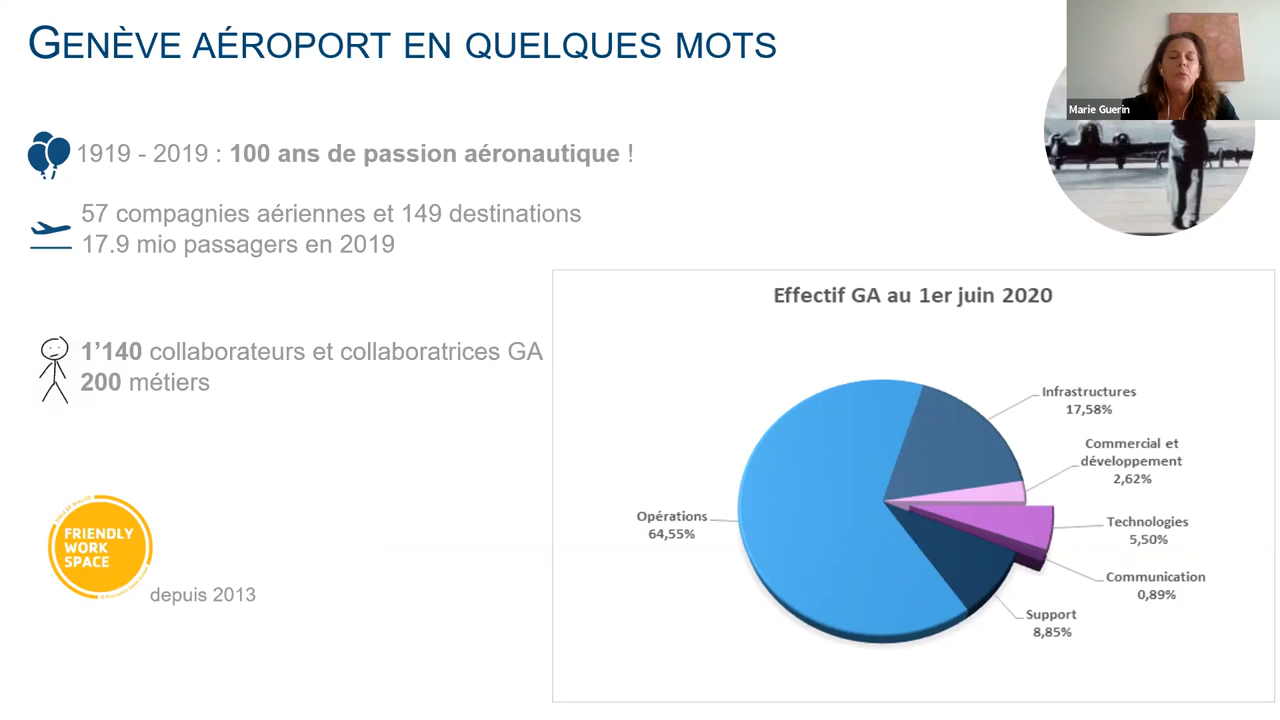 GENÈVE AÉROPORT EN QUELQUES MOTS
Marie Guerin
1919 - 2019 : 100 ans de passion aéronautique !
57 compagnies aériennes et 149 destinations
17.9 mio passagers en 2019
1'140 collaborateurs et collaboratrices GA
200 métiers
FRIENDLY
WORK
SPACE
depuis 2013
Effectif GA au 1er juin 2020
Infrastructures
17,58%
Commercial et
développement
2,62%
Opérations
64,55%
Technologies
5,50%
Communication
0,89%
Support
8,85%